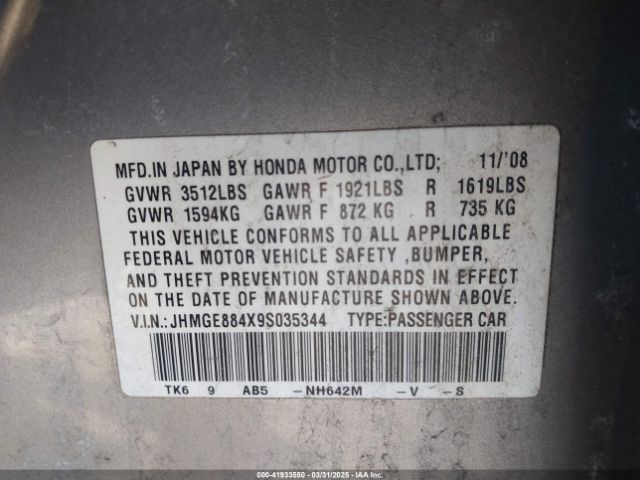 MFD.IN JAPAN BY HONDA MOTOR CO.,LTD; 11/'08
GVWR 3512LBS GAWR F 1921LBS R 1619LBS
GVWR 1594KG GAWR F 872 KG R 735 KG
THIS VEHICLE CONFORMS TO ALL APPLICABLE
FEDERAL MOTOR VEHICLE SAFETY ,BUMPER,
AND THEFT PREVENTION STANDARDS IN EFFECT
ON THE DATE OF MANUFACTURE SHOWN ABOVE.
V.I.N.:JHMGE884X9S035344 TYPE:PASSENGER CAR
TK6 9 AB5 -NH642M -V -S
000-41933550 - 03/31/2025 - IAAI CORPORATE